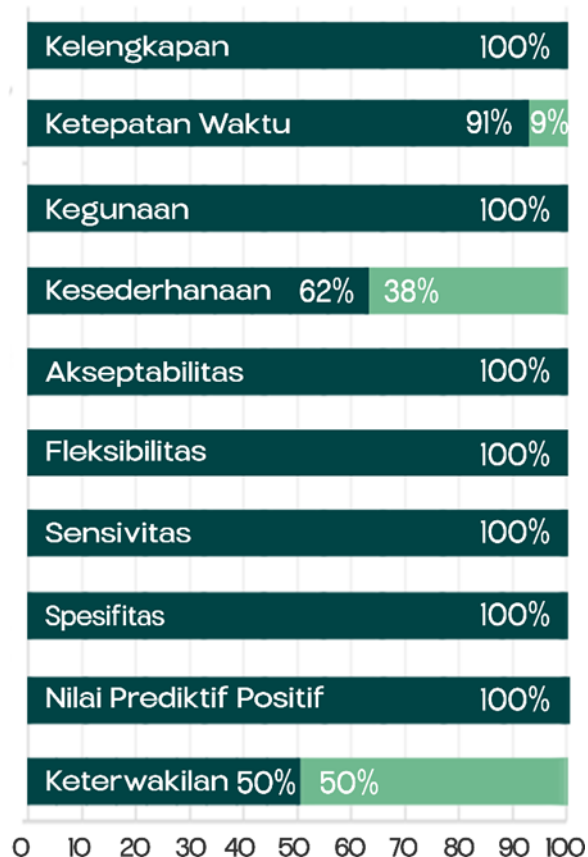 Kelengkapan 100%
Ketepatan Waktu 91% 9%
Kegunaan 100%
Kesederhanaan 62% 38%
Akseptabilitas 100%
Fleksibilitas 100%
Sensivitas 100%
Spesifitas 100%
Nilai Prediktif Positif 100%
Keterwakilan 50% 50%
0 10 20 30 40 50 60 70 80 90 100